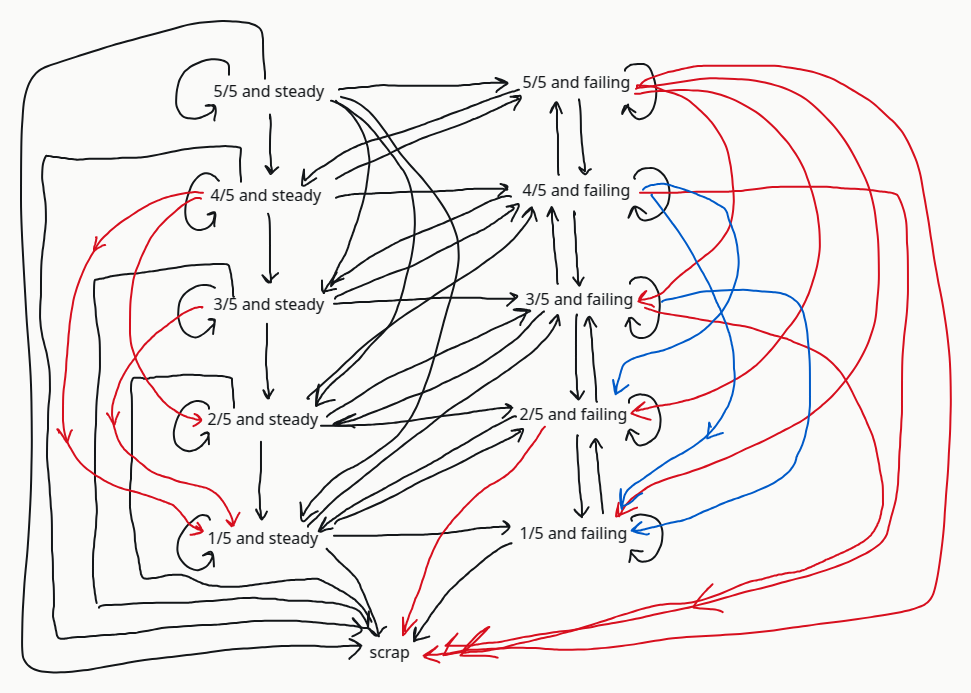 5/5 and steady
5/5 and failing
4/5 and steady
4/5 and failing
3/5 and steady
3/5 and failing
2/5 and steady
2/5 and failing
1/5 and steady
1/5 and failing
scrap